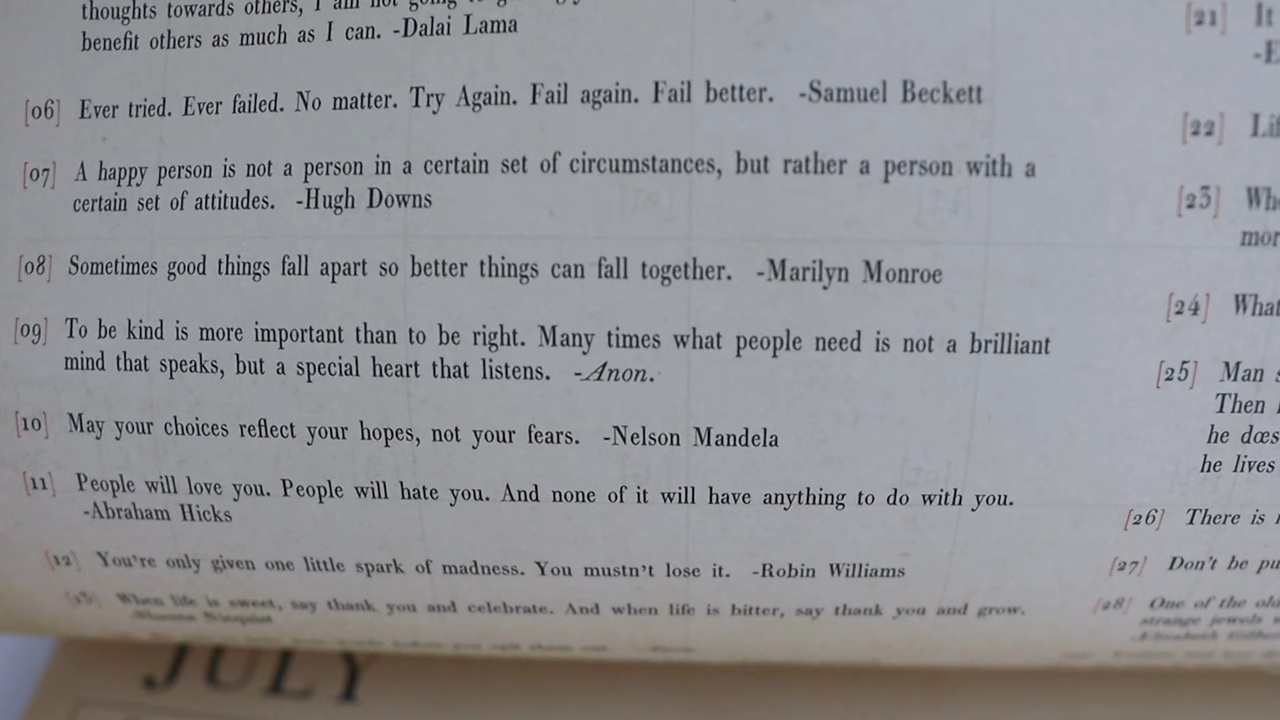 thoughts towards others, I am not going to
benefit others as much as I can. -Dalai Lama
[06] Ever tried. Ever failed. No matter. Try Again. Fail again. Fail better. -Samuel Beckett
[07] A happy person is not a person in a certain set of circumstances, but rather a person with a
certain set of attitudes. -Hugh Downs
[08] Sometimes good things fall apart so better things can fall together. -Marilyn Monroe
[09] To be kind is more important than to be right. Many times what people need is not a brilliant
mind that speaks, but a special heart that listens. -Anon.
[10] May your choices reflect your hopes, not your fears. -Nelson Mandela
[11] People will love you. People will hate you. And none of it will have anything to do with you.
-Abraham Hicks
[12] You're only given one little spark of madness. You mustn't lose it. -Robin Williams
When life is sweet, say thank you and celebrate. And when life is bitter, say thank you and grow.
[21] It
-E
[22] Li
[23] Wh
mor
[24] What
[25] Man
Then
he does
he lives
[26] There is
[27] Don't be pu
[28] One of the old
strange jewels
JULY